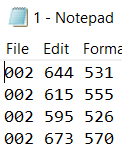 1 - Notepad
File Edit Forma
002 644 531
002 615 555
002 595 526
002 673 570